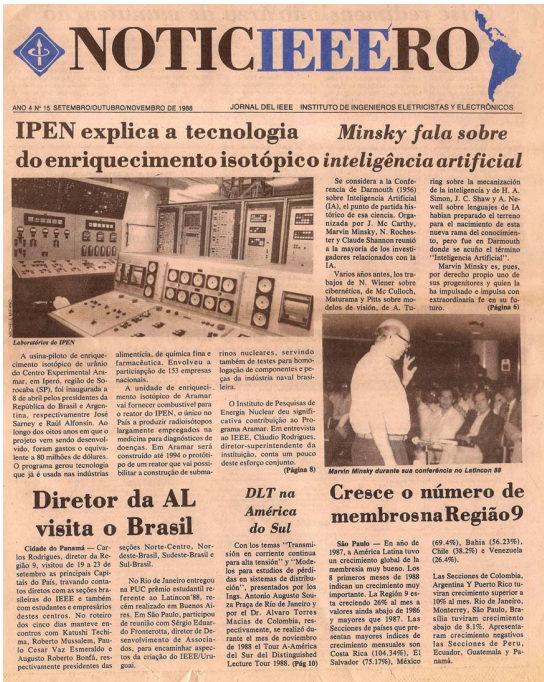 NOTICIEEERO
ANO 4 Nº 15 SETEMBRO/OUTUBRO/NOVEMBRO DE 1988
JORNAL DEL IEEE INSTITUTO DE INGENIEROS ELETRICISTAS Y ELECTRÓNICOS
IPEN explica a tecnologia
do enriquecimento isotópico
Laboratórios do IPEN
A usina-piloto de enrique-
cimento isotópico de urânio
do Centro Experimental Ara-
mar, em Iperó, região de So-
rocaba (SP), foi inaugurada a
8 de abril pelos presidentes da
República do Brasil e Argen-
tina, respectivamente José
Sarney e Raúl Alfonsín. Ao
longo dos oito anos em que o
projeto vem sendo desenvol-
vido, foram gastos o equiva-
lente a 80 milhões de dólares.
O programa gerou tecnologia
que já é usada nas indústrias
alimentícia, de química fina e
farmacêutica. Envolveu a
participação de 153 empresas
nacionais.
A unidade de enriqueci-
mento isotópico de Aramar
vai fornecer combustível para
o reator do IPEN, o único no
País a produzir radioisótopos
largamente empregados na
medicina para diagnósticos de
doenças. Em Aramar será
construído até 1994 o protóti-
po de um reator que vai possi-
bilitar a construção de subma-
rinos nucleares, servindo
também de testes para homo-
logação de componentes e pe-
ças da indústria naval brasi-
leira.
O Instituto de Pesquisas de
Energia Nuclear deu signifi-
cativa contribuição ao Pro-
grama Aramar. Em entrevista
ao IEEE, Cláudio Rodrigues,
diretor-superintendente da
instituição, conta um pouco
deste esforço conjunto.
(Página 8)
Minsky fala sobre
inteligência artificial
Se considera a la Confe-
rencia de Darmouth (1956)
sobre Inteligencia Artificial
(IA), el punto de partida his-
tórico de esa ciencia. Orga-
nizada por J. Mc Carthy,
Marvin Minsky, N. Roches-
ter y Claude Shannon reunió
a la mayoría de los investi-
gadores relacionados con la
IA.
Varios años antes, los tra-
bajos de N. Wiener sobre
cibernética, de Mc Culloch,
Maturama y Pitts sobre mo-
delos de visión, de A. Tu-
ring sobre la mecanización
de la inteligencia y de H. A.
Simon, J. C. Shaw y A. Ne-
well sobre lenguajes de IA
habían preparado el terreno
para el nacimiento de esta
nueva rama del conocimien-
to, pero fue en Darmouth
donde se acuño el término
"Inteligencia Artificial".
Marvin Minsky es, pues,
por derecho propio uno de
sus progenitores y quien la
ha impulsado e impulsa con
extraordinaria fe en su fu-
turo. (Página 6)
Marvin Minsky durante sua conferência no Latincon 88
Diretor da AL
visita o Brasil
Cidade do Panamá — Car-
los Rodrigues, diretor da Re-
gião 9, visitou de 19 a 23 de
setembro as principais Capi-
tais do País, travando conta-
tos diretos com as seções bra-
sileiras do IEEE e também
com estudantes e empresários
destes centros. No roteiro
dos cinco dias manteve en-
contros com Katushi Techi-
ma, Roberto Mussalem, Pau-
lo Cesar Vaz Esmeraldo e
Augusto Roberto Bonfá, res-
pectivamente presidentes das
seções Norte-Centro, Nor-
deste-Sudeste, Sudeste-Brasil e
Sul-Brasil.
No Rio de Janeiro entregou
na PUC prêmio estudantil re-
ferente ao Latincos'88, re-
cém realizado em Buenos Ai-
res. Em São Paulo, participou
de reunião com Sérgio Eduar-
do Fronterotta, diretor de De-
senvolvimento de Associa-
dos, para encaminhar aspec-
tos da criação do IEEE/Uru-
guai.
DLT na
América
do Sul
Con los temas "Transmi-
sión en corriente continua
para alta tensión" y "Mode-
los para estudios de pérdi-
das en sistemas de distribu-
ción", presentados por los
Ings. Antonio Augusto Sou-
za Praça de Río de Janeiro y
por el Dr. Alvaro Torres
Macias de Colombia, res-
pectivamente, se realizó du-
rante el mes de noviembre
de 1988 el Tour A-América
del Sur del Distinguished
Lecture Tour 1988. (Pág 10)
Cresce o número de
membros na Região 9
São Paulo — En año de
1987, a América Latina tuvo
un crecimiento global de la
membresía muy bueno. Los
8 primeros meses de 1988
indican un crecimiento muy
importante. La Región 9 es-
ta creciendo 26% al mes a
valores ainda abajo de 1986
y mayores que 1987. Las
Secciones de países que pre-
sentan mayores índices de
crecimiento mensuales son
Costa Rica (104.34%), El
Salvador (75.17%), México
(69.4%), Bahia (56.23%),
Chile (38.2%) e Venezuela
(26.4%).
Las Secciones de Colombia,
Argentina Y Puerto Rico tu-
viran crecimiento superior a
10% al mes. Rio de Janeiro,
Monterrey, São Paulo, Bra-
sília tuviram crecimiento
abajo de 8.1%. Apresenta-
ram crecimiento negativo
las Secciones de Peru,
Ecuador, Guatemala y Pa-
namá.